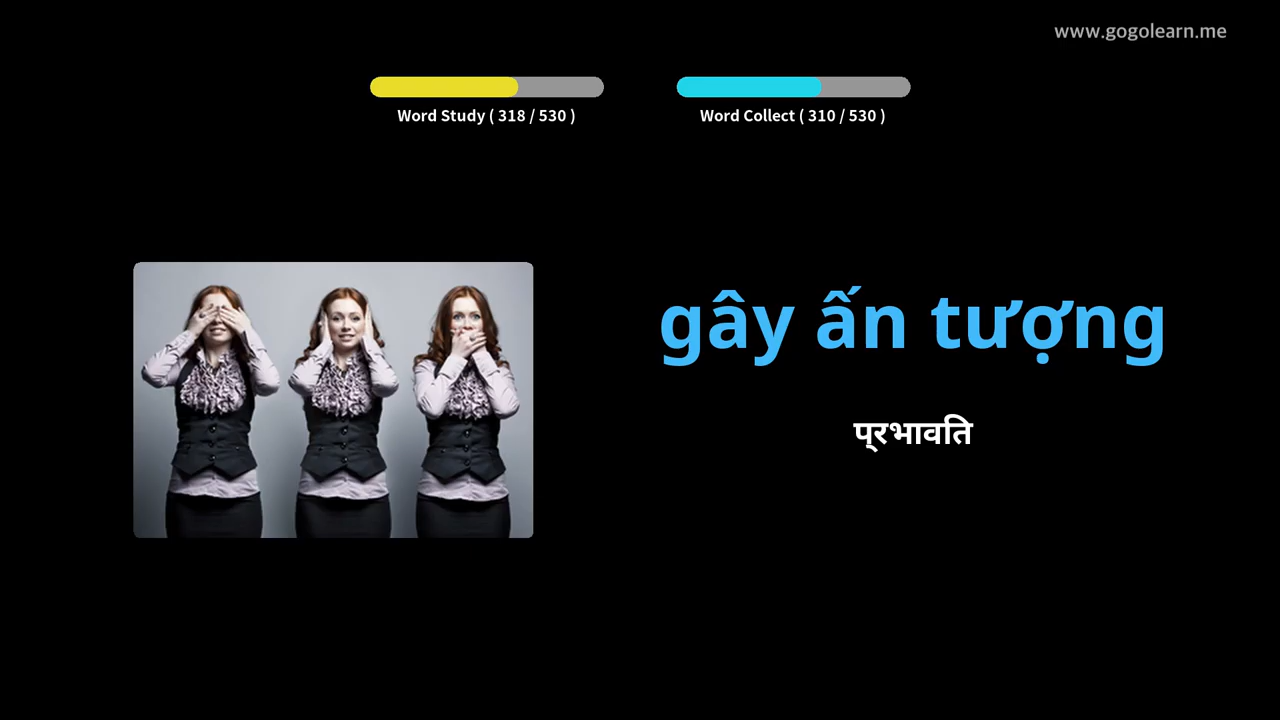 www.gogolearn.me
Word Study ( 318 / 530 )
Word Collect ( 310 / 530 )
gây ấn tượng
प्रभावति